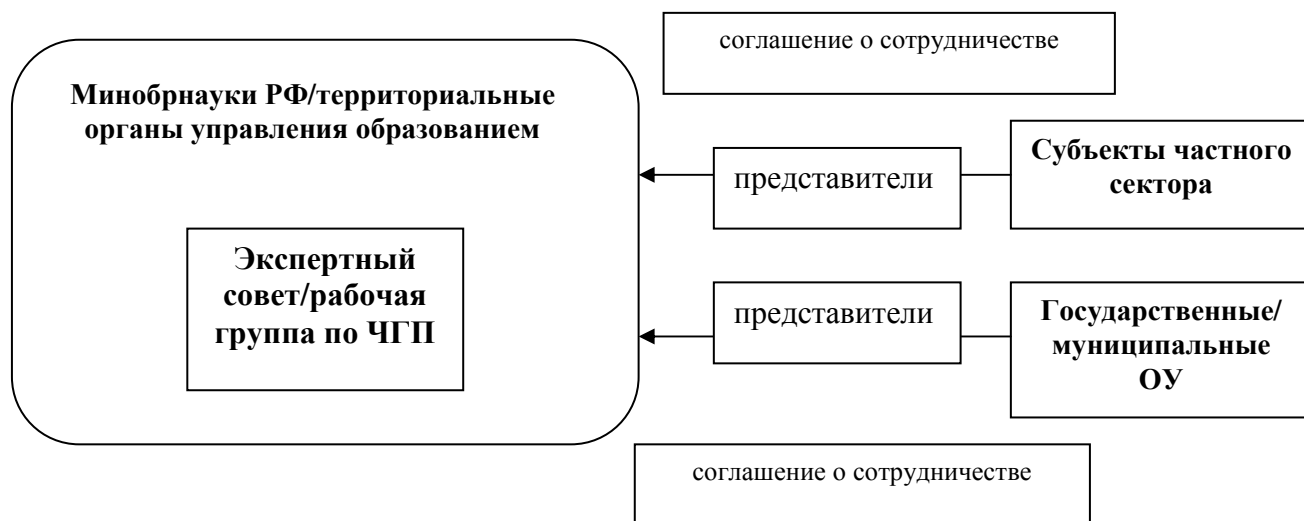 соглашение о сотрудничестве
Минобрнауки РФ/территориальные
органы управления образованием
представители
Субъекты частного
сектора
Экспертный
совет/рабочая
группа по ЧГП
представители
Государственные/
муниципальные
ОУ
соглашение о сотрудничестве